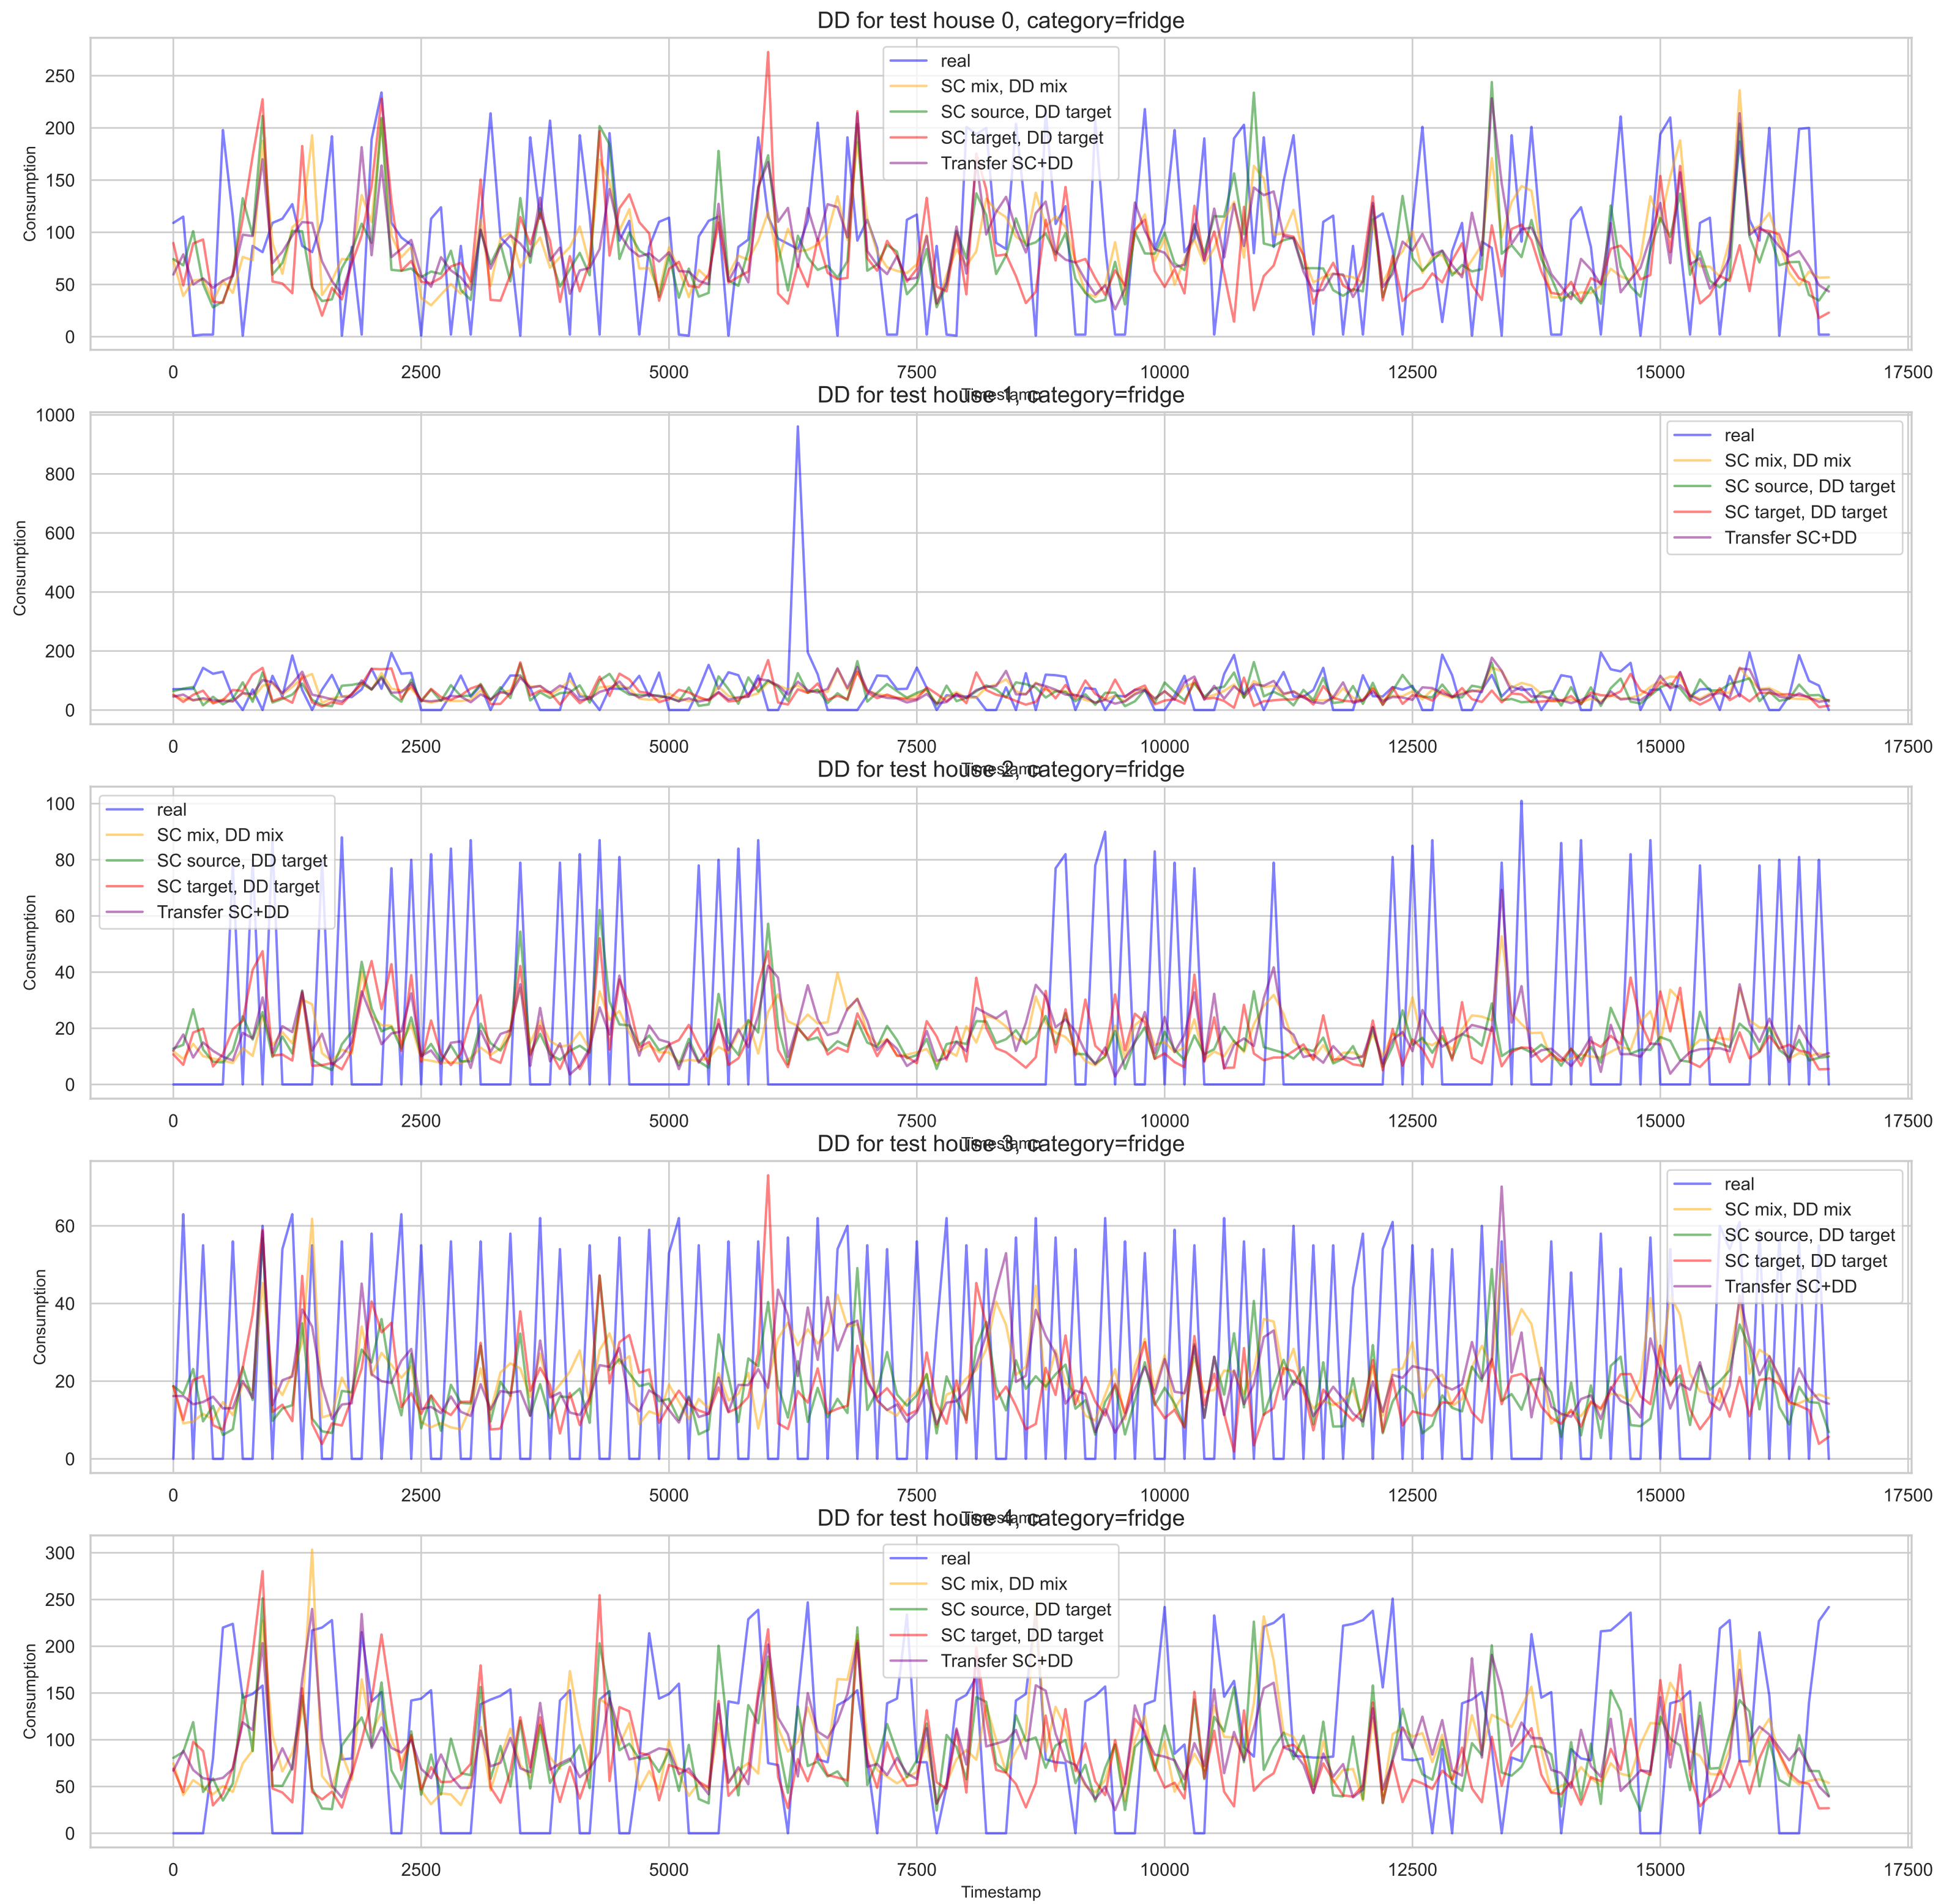 DD for test house 0, category=fridge
Consumption
250
200
150
100
50
0
real
SC mix, DD mix
SC source, DD target
SC target, DD target
Transfer SC+DD
0 2500 5000 7500 10000 12500 15000 17500
Timestamp
DD for test house 1, category=fridge
Consumption
1000
800
600
400
200
0
real
SC mix, DD mix
SC source, DD target
SC target, DD target
Transfer SC+DD
0 2500 5000 7500 10000 12500 15000 17500
Timestamp
DD for test house 2, category=fridge
Consumption
100
80
60
40
20
0
real
SC mix, DD mix
SC source, DD target
SC target, DD target
Transfer SC+DD
0 2500 5000 7500 10000 12500 15000 17500
Timestamp
DD for test house 3, category=fridge
Consumption
60
40
20
0
real
SC mix, DD mix
SC source, DD target
SC target, DD target
Transfer SC+DD
0 2500 5000 7500 10000 12500 15000 17500
Timestamp
DD for test house 4, category=fridge
Consumption
300
250
200
150
100
50
0
real
SC mix, DD mix
SC source, DD target
SC target, DD target
Transfer SC+DD
0 2500 5000 7500 10000 12500 15000 17500
Timestamp